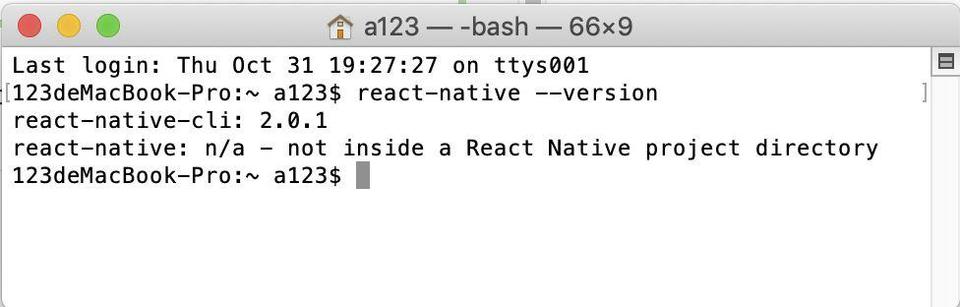 a123 — -bash — 66×9
Last login: Thu Oct 31 19:27:27 on ttys001
[123deMacBook-Pro:~ a123$ react-native --version ]
react-native-cli: 2.0.1
react-native: n/a - not inside a React Native project directory
123deMacBook-Pro:~ a123$